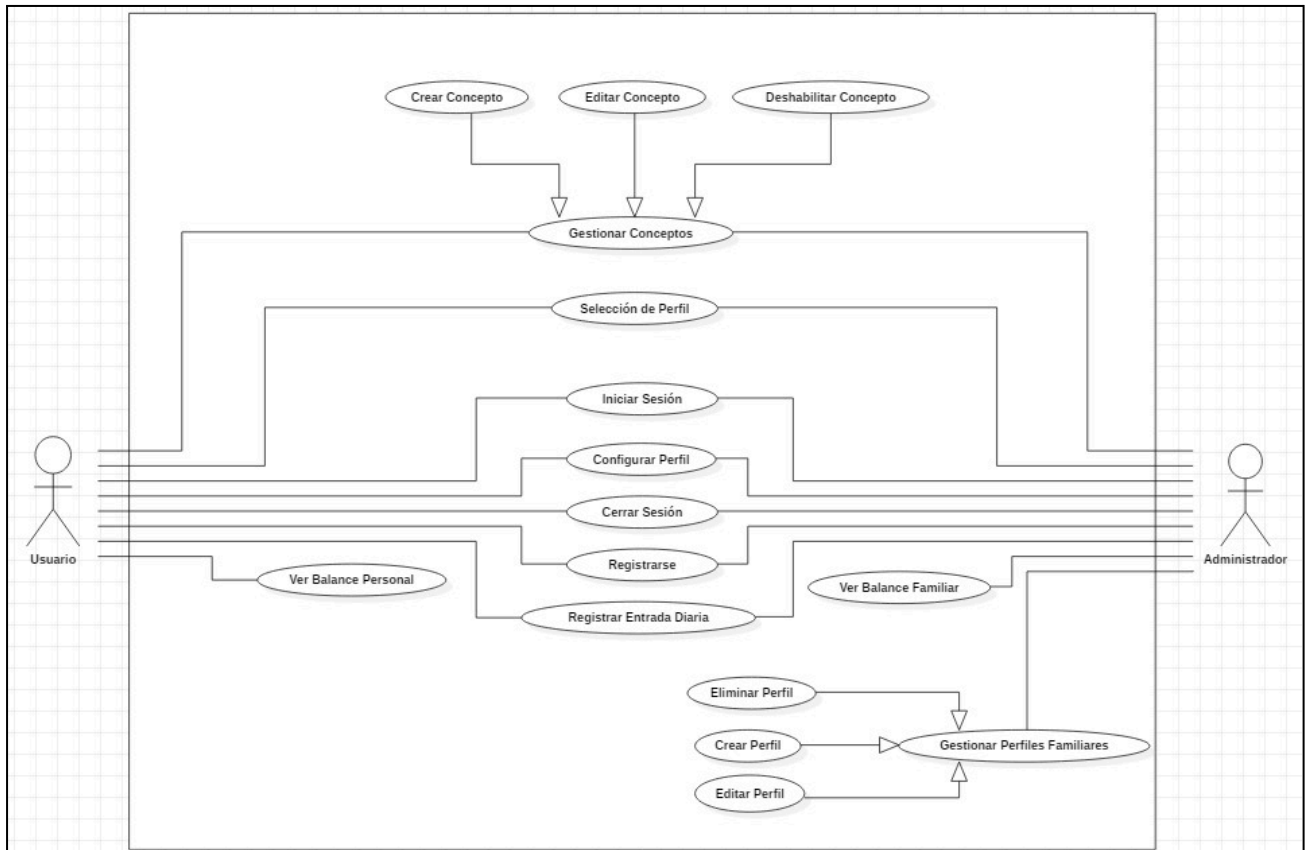 Crear Concepto
Editar Concepto
Deshabilitar Concepto
Gestionar Conceptos
Selección de Perfil
Iniciar Sesión
Configurar Perfil
Cerrar Sesión
Usuario
Administrador
Registrarse
Ver Balance Personal
Ver Balance Familiar
Registrar Entrada Diaria
Eliminar Perfil
Crear Perfil
Gestionar Perfiles Familiares
Editar Perfil